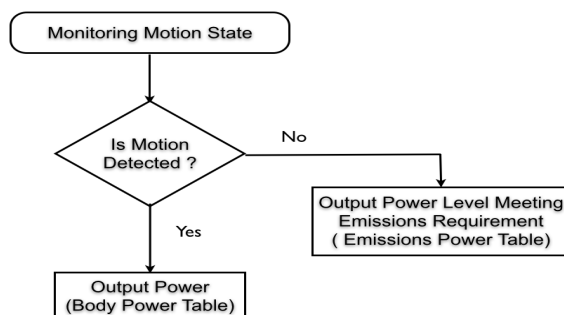 Monitoring Motion State
Is Motion
Detected ?
No
Yes
Output Power Level Meeting
Emissions Requirement
( Emissions Power Table)
Output Power
(Body Power Table)